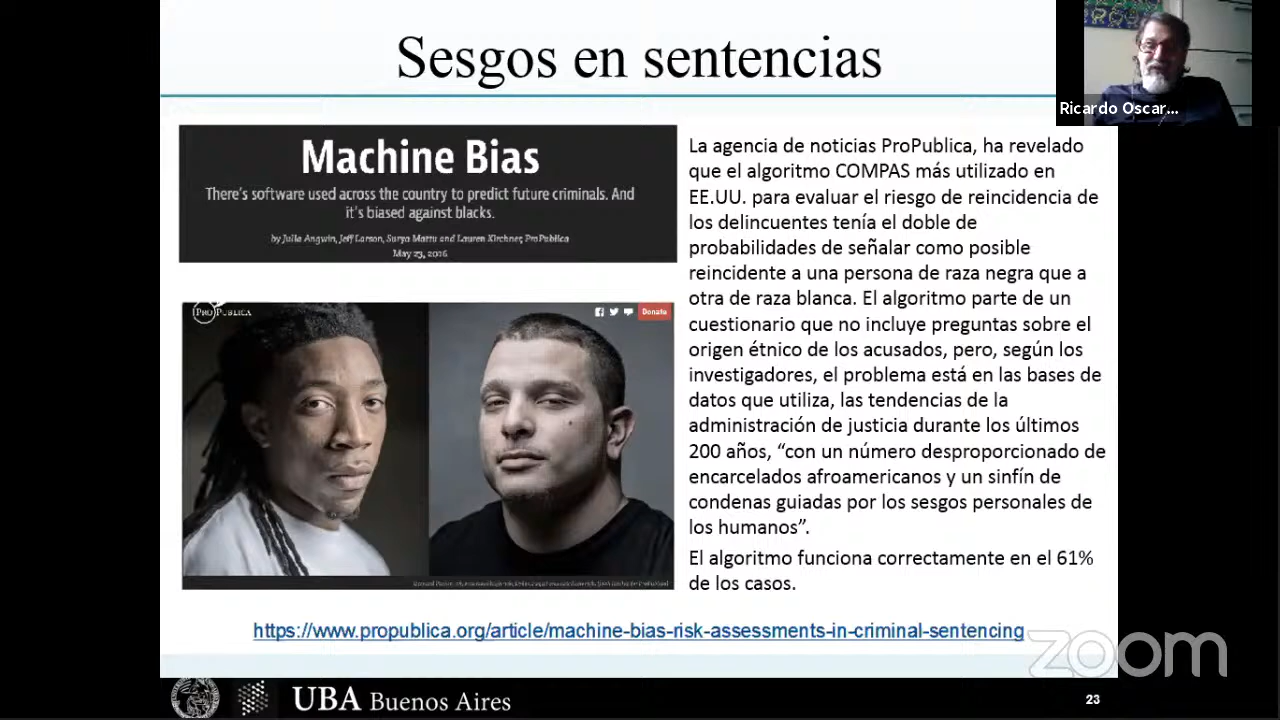 Sesgos en sentencias
Ricardo Oscar...
Machine Bias
There's software used across the country to predict future criminals. And
it's biased against blacks.
by Julia Angwin, Jeff Larson, Surya Mattu and Lauren Kirchner, ProPublica
May 23, 2016
PROPUBLICA
Donate
La agencia de noticias ProPublica, ha revelado
que el algoritmo COMPAS más utilizado en
EE.UU. para evaluar el riesgo de reincidencia de
los delincuentes tenía el doble de
probabilidades de señalar como posible
reincidente a una persona de raza negra que a
otra de raza blanca. El algoritmo parte de un
cuestionario que no incluye preguntas sobre el
origen étnico de los acusados, pero, según los
investigadores, el problema está en las bases de
datos que utiliza, las tendencias de la
administración de justicia durante los últimos
200 años, “con un número desproporcionado de
encarcelados afroamericanos y un sinfín de
condenas guiadas por los sesgos personales de
los humanos”.
El algoritmo funciona correctamente en el 61%
de los casos.
https://www.propublica.org/article/machine-bias-risk-assessments-in-criminal-sentencing
zoom
UBA Buenos Aires
23